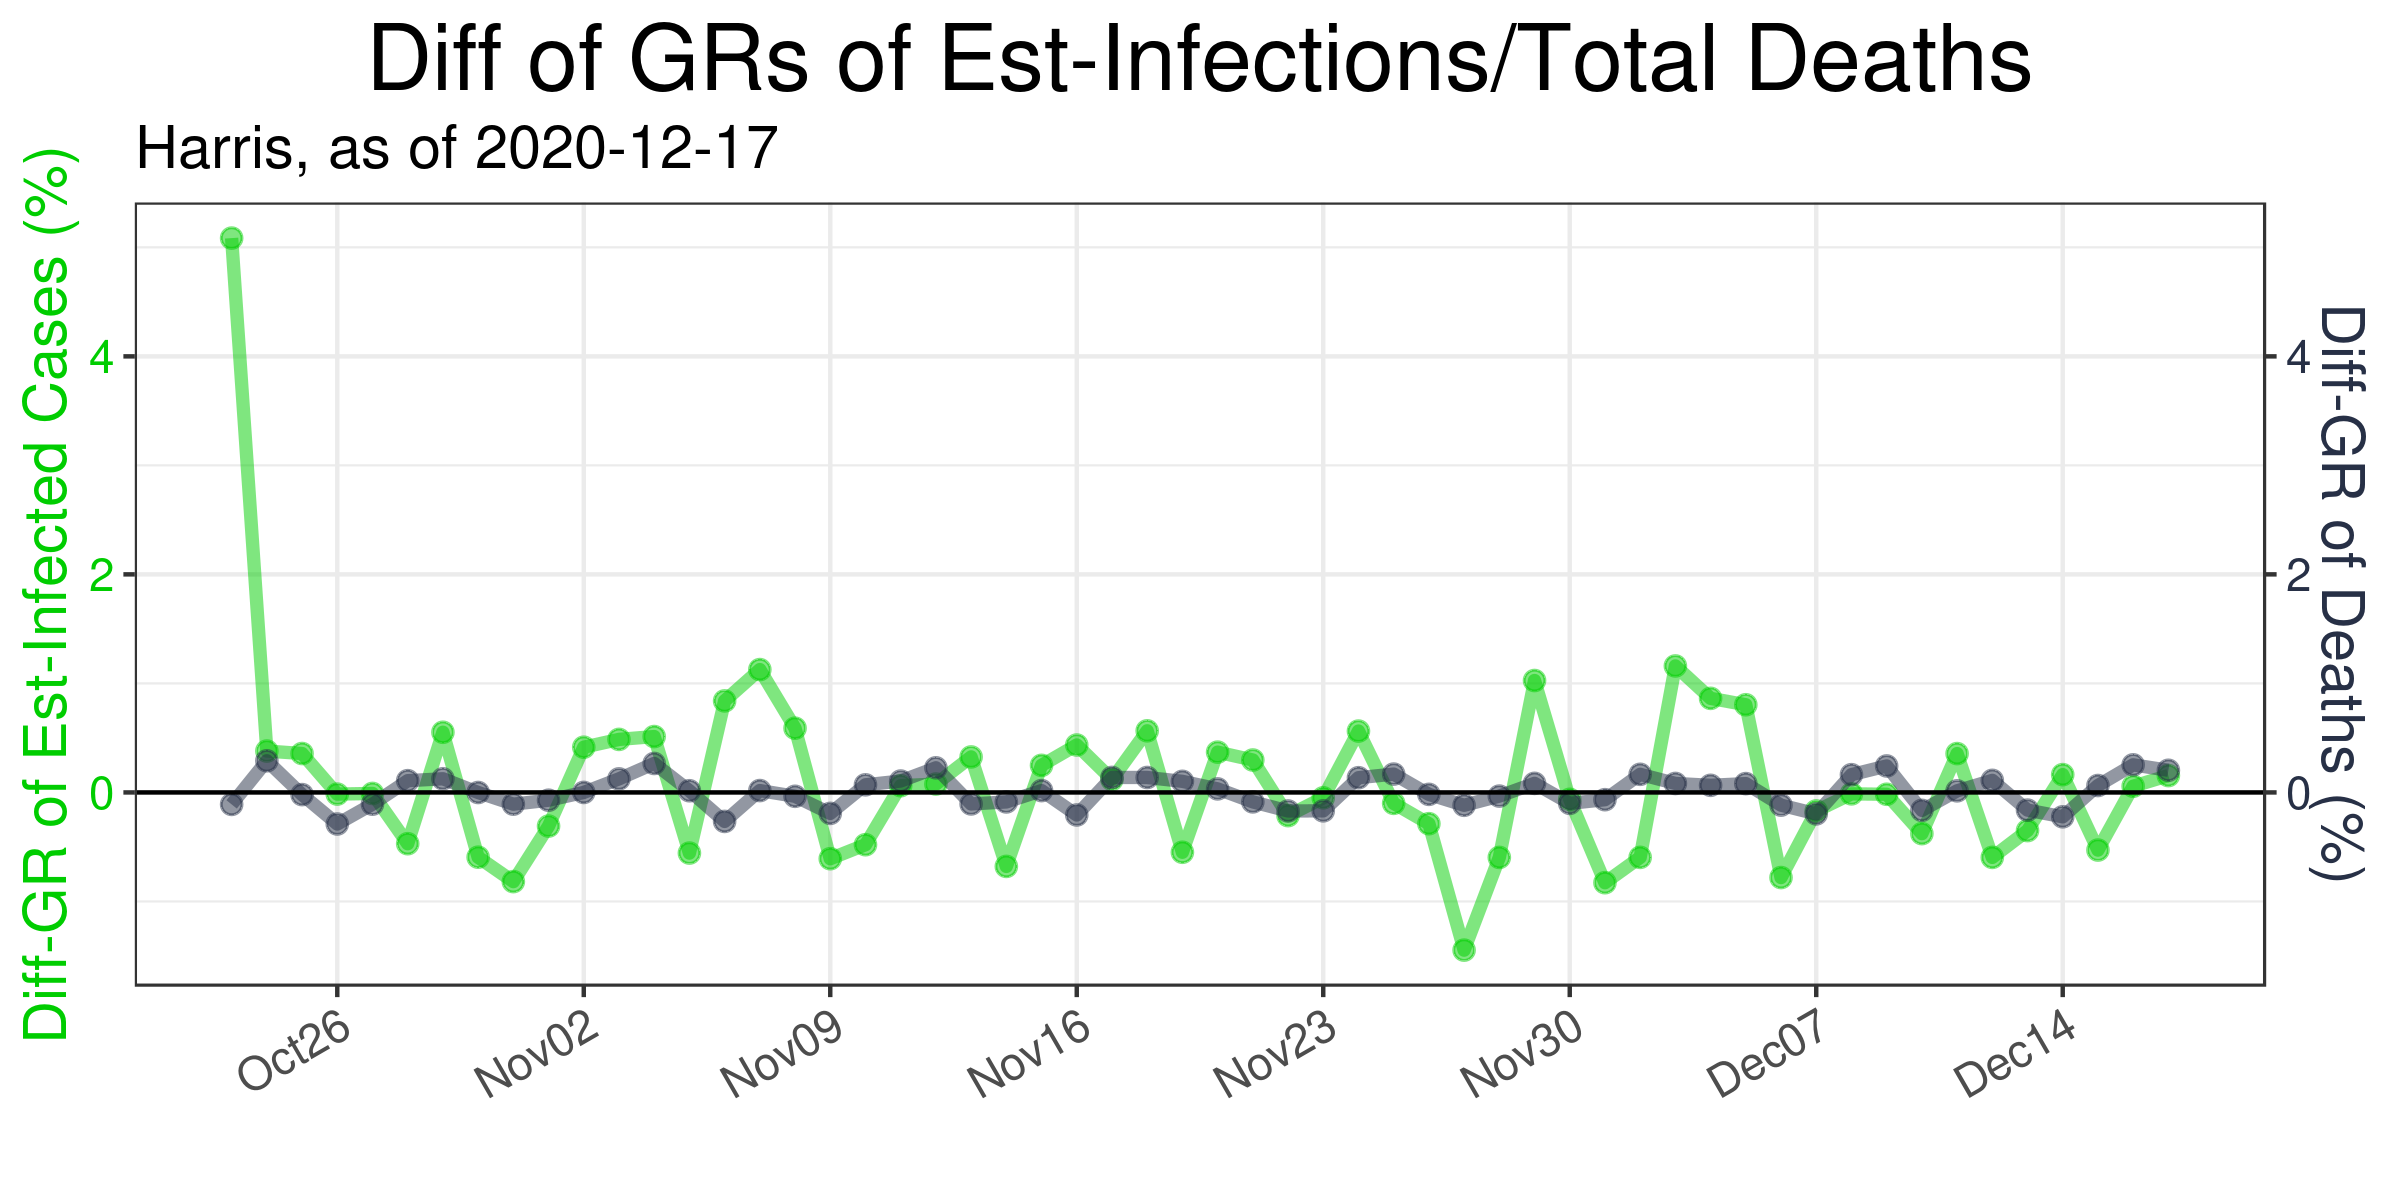 Diff of GRs of Est-Infections/Total Deaths
Harris, as of 2020-12-17
Diff-GR of Est-Infected Cases (%)
4
2
0
4
2
0
Diff-GR of Deaths (%)
Oct26
Nov02
Nov09
Nov16
Nov23
Nov30
Dec07
Dec14